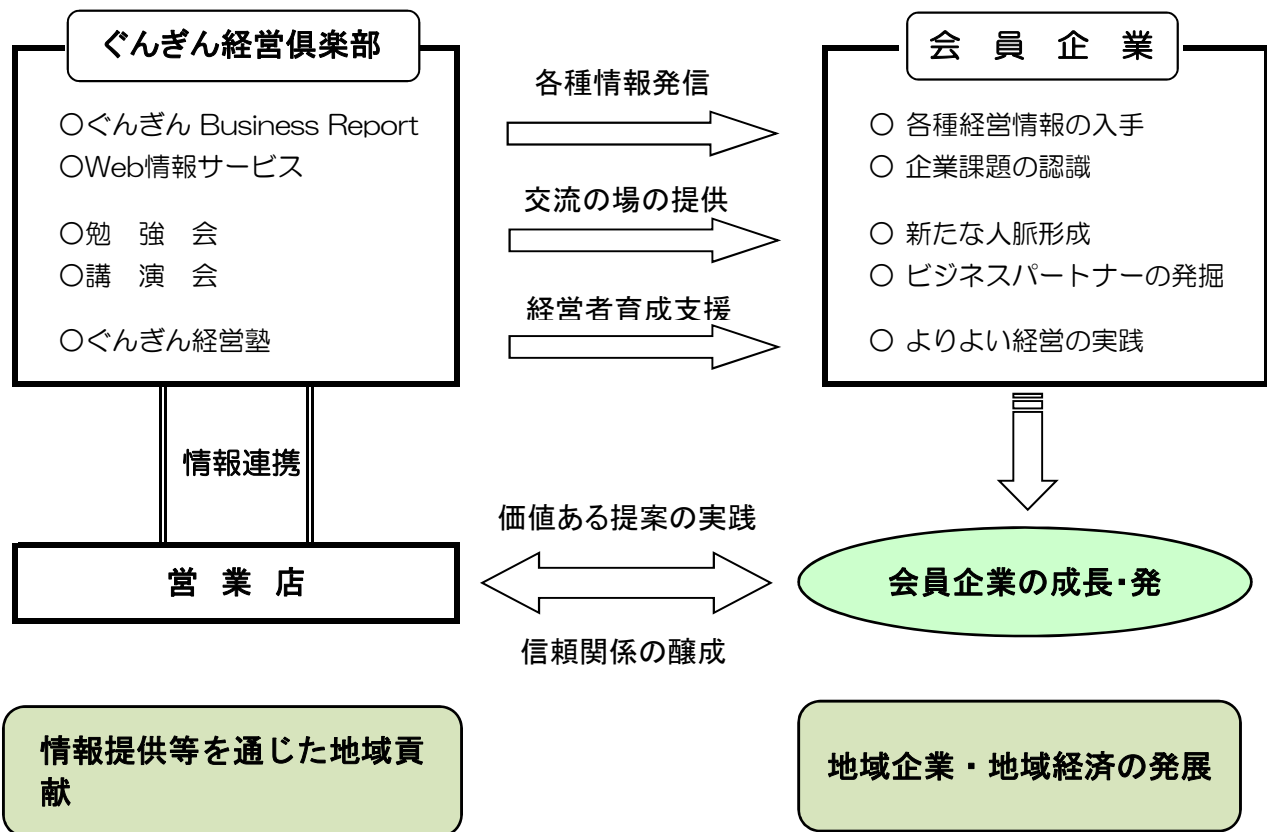 ぐんぎん経営俱楽部
○ぐんぎん Business Report
○Web情報サービス
○勉 強 会
○講 演 会
○ぐんぎん経営塾
各種情報発信
交流の場の提供
経営者育成支援
会 員 企 業
○ 各種経営情報の入手
○ 企業課題の認識
○ 新たな人脈形成
○ ビジネスパートナーの発掘
○ よりよい経営の実践
情報連携
営 業 店
価値ある提案の実践
信頼関係の醸成
会員企業の成長・発
情報提供等を通じた地域貢
献
地域企業・地域経済の発展